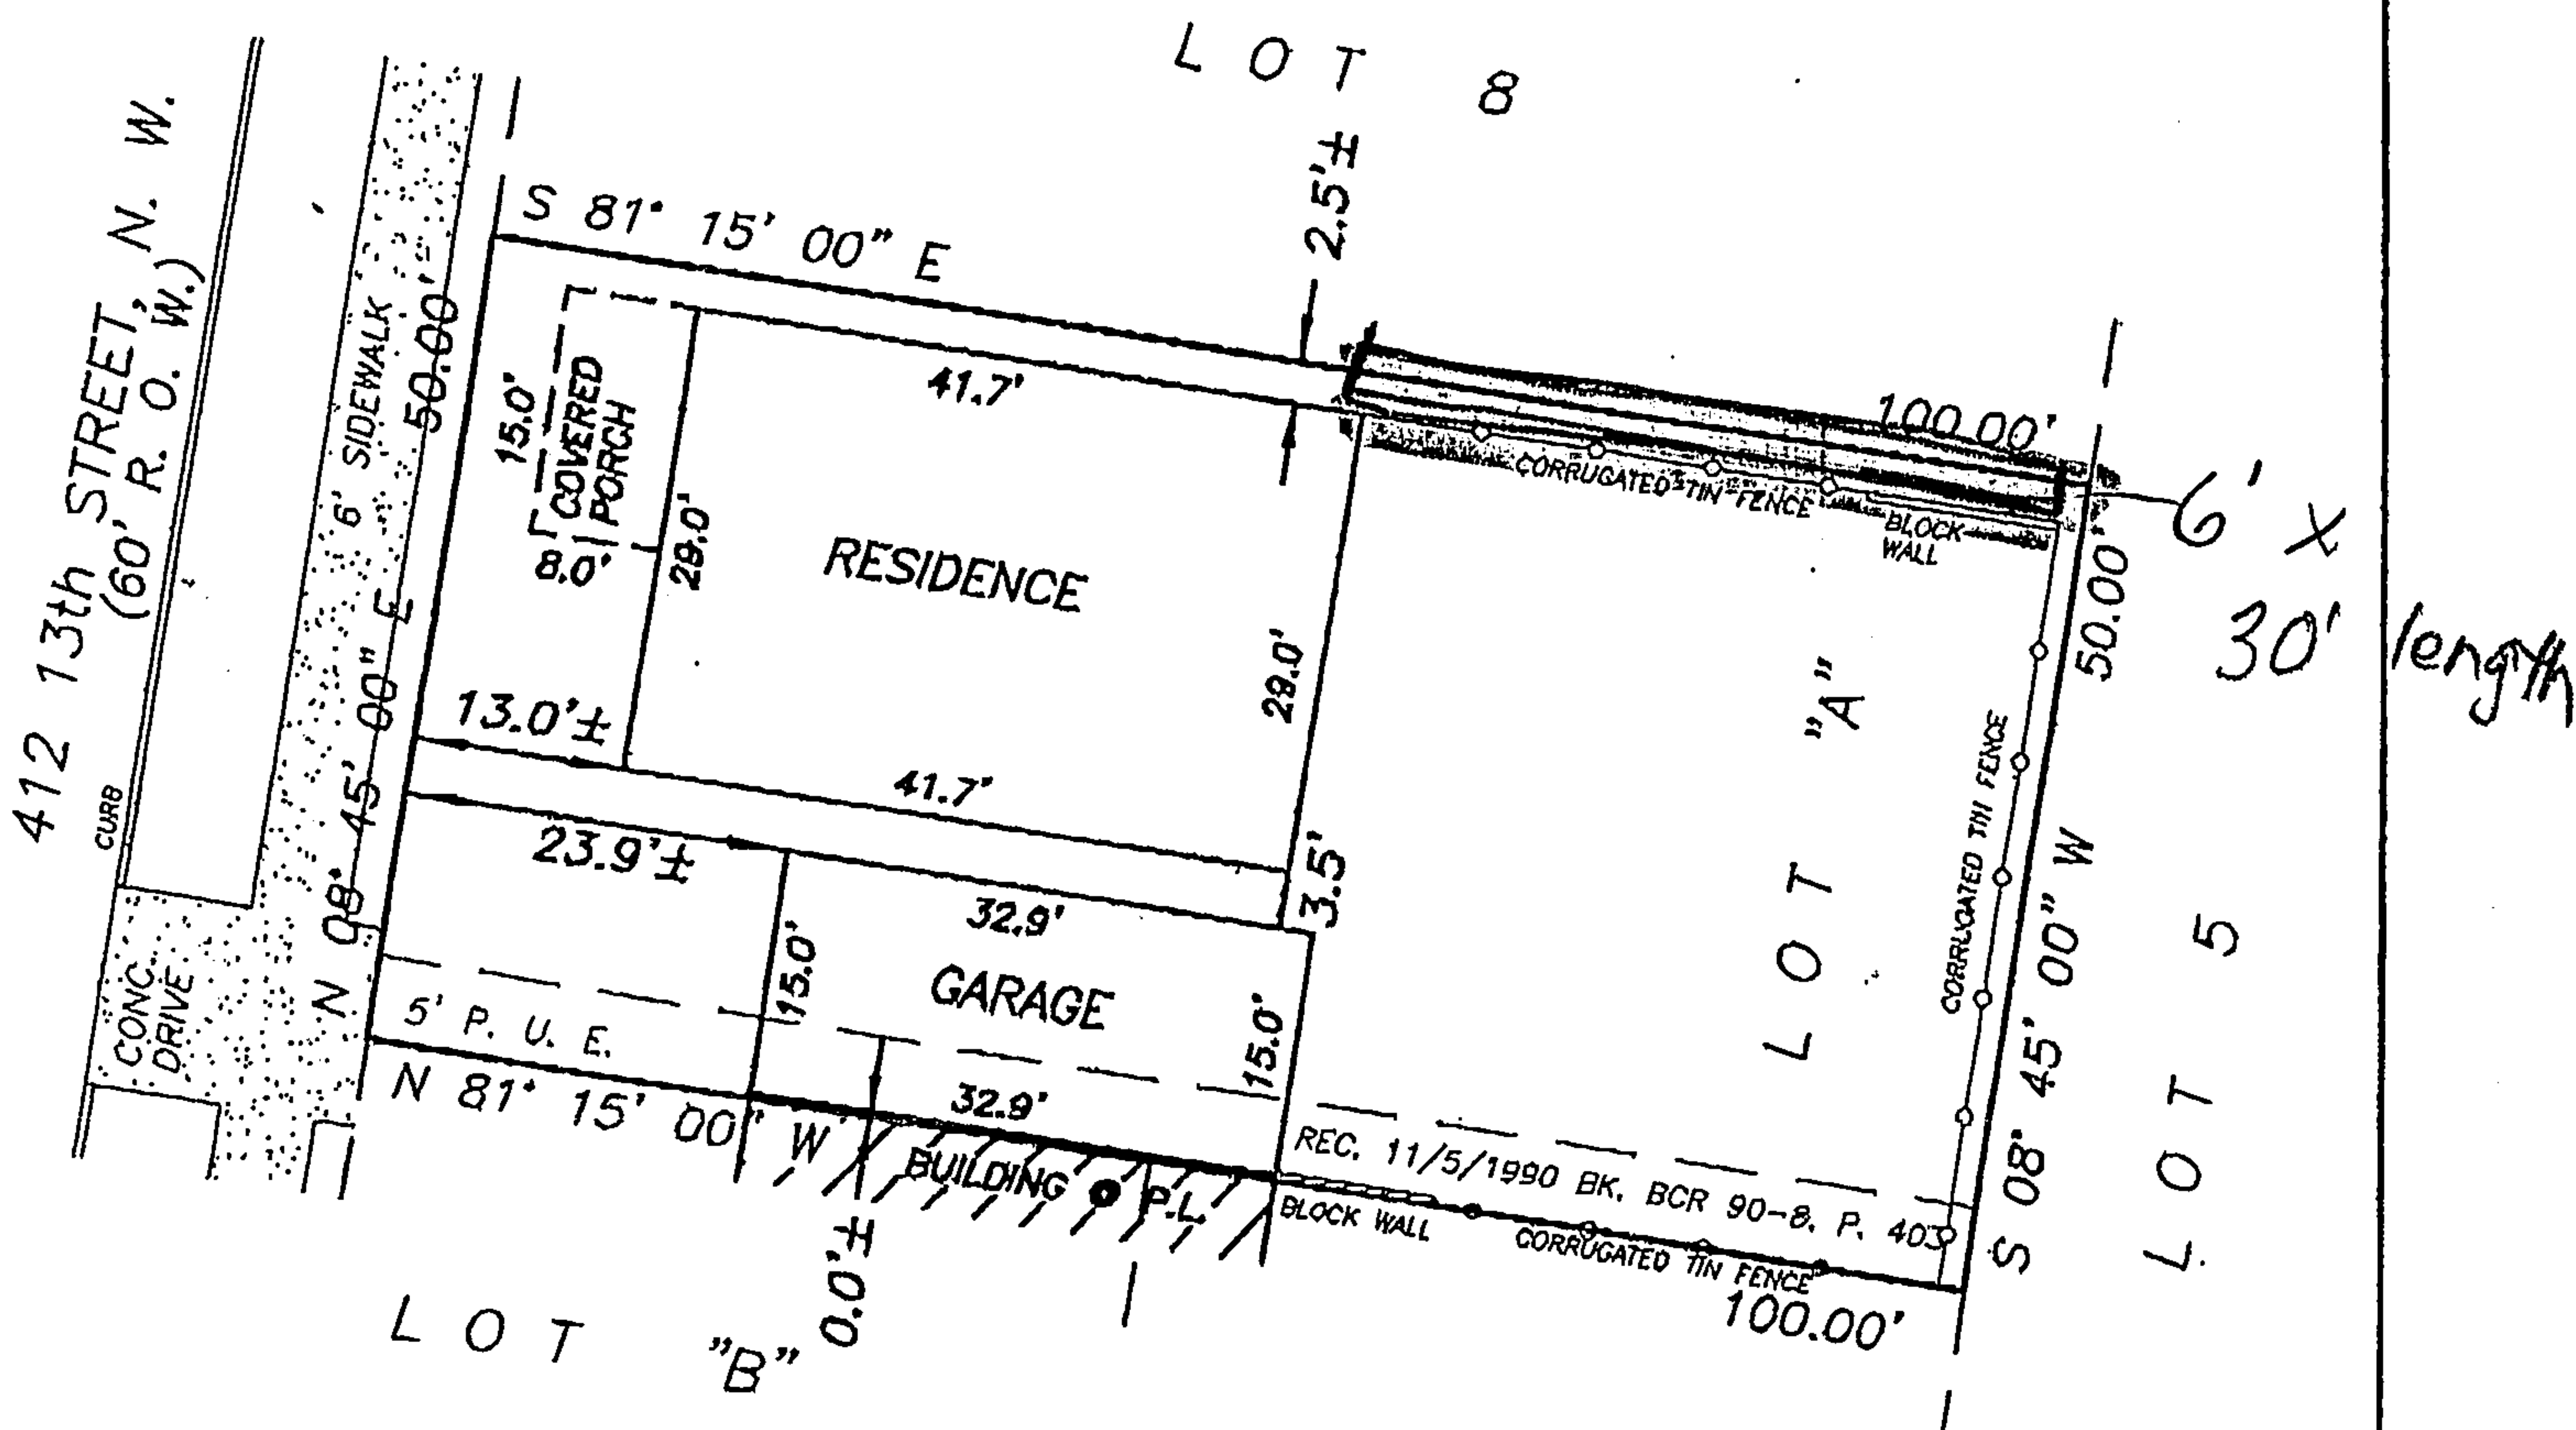 LOT 8
412 13th STREET, N. W.
(60' R. O. W.)
CURB
6' SIDEWALK
N 08° 45' 00" E 50.00'
CONC.
DRIVE
S 81° 15' 00" E
2.5'±
100.00'
15.0'
COVERED
PORCH
8.0'
41.7'
29.0'
RESIDENCE
29.0'
13.0'±
41.7'
3.5'
CORRUGATED TIN FENCE
BLOCK
WALL
6' x
30' length
50.00'
S 08° 45' 00" W
CORRUGATED TIN FENCE
LOT "A"
LOT 5
23.9'±
32.9'
15.0'
GARAGE
15.0'
32.9'
5' P. U. E.
N 81° 15' 00" W
BUILDING P.L.
0.0'±
REC. 11/5/1990 BK. BCR 90-8. P. 403
BLOCK WALL
CORRUGATED TIN FENCE
100.00'
LOT "B"